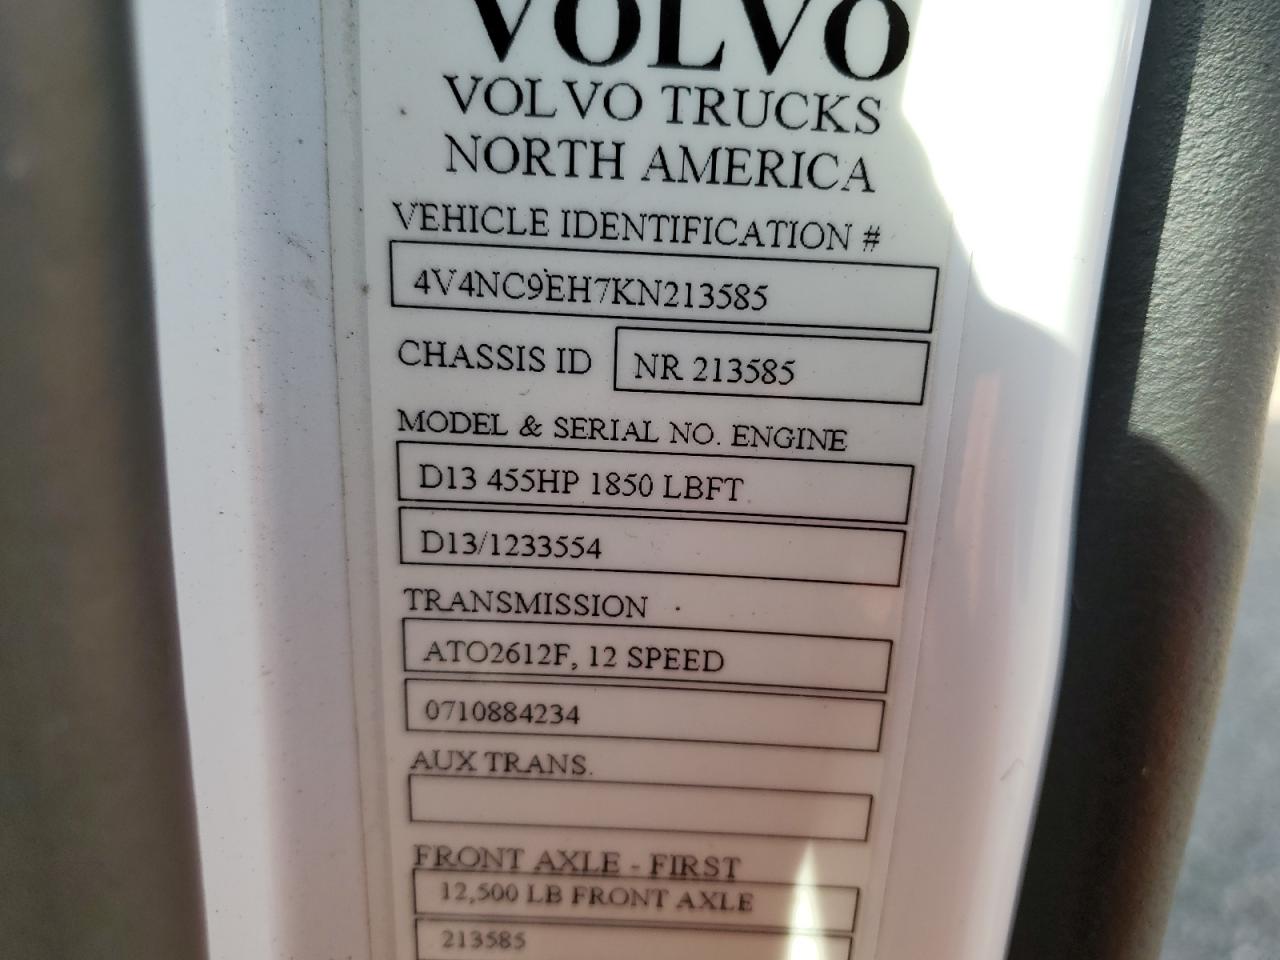 VOLVO
VOLVO TRUCKS
NORTH AMERICA
VEHICLE IDENTIFICATION #
4V4NC9EH7KN213585
CHASSIS ID NR 213585
MODEL & SERIAL NO. ENGINE
D13 455HP 1850 LBFT
D13/1233554
TRANSMISSION
ATO2612F, 12 SPEED
0710884234
AUX TRANS.
FRONT AXLE - FIRST
12,500 LB FRONT AXLE
213585